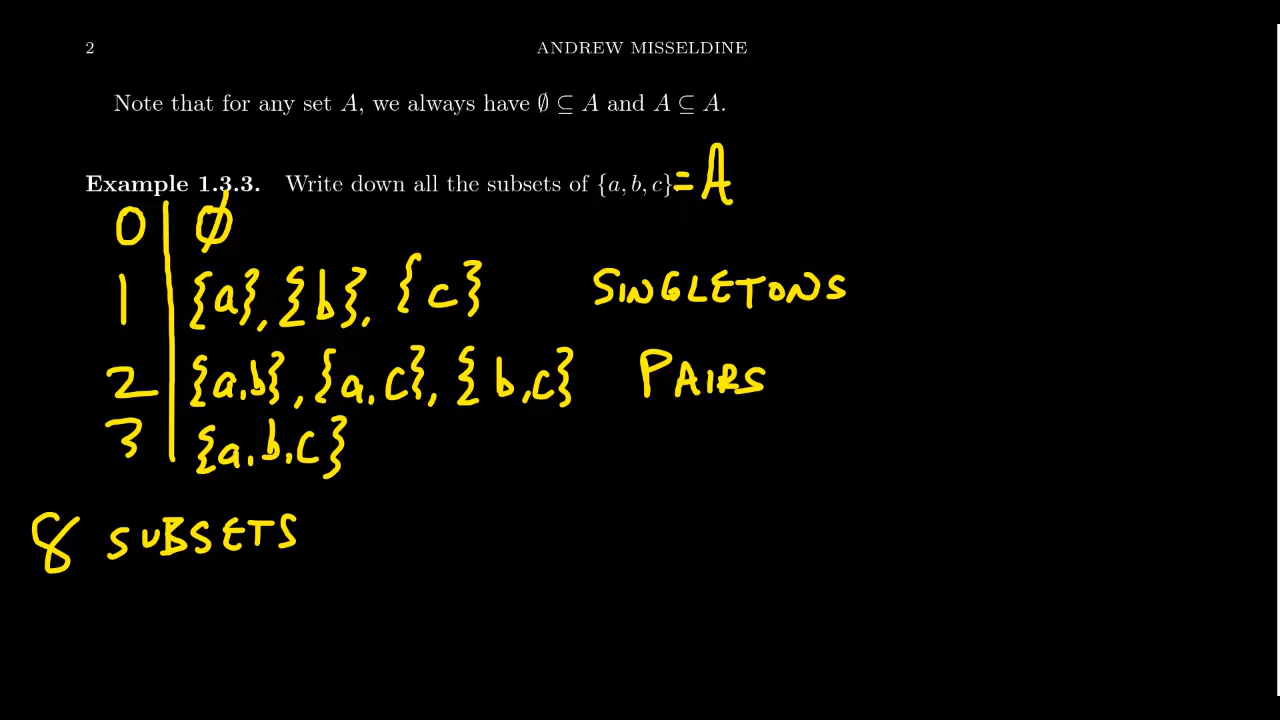 2 ANDREW MISSELDINE
Note that for any set A, we always have ∅ ⊆ A and A ⊆ A.
Example 1.3.3. Write down all the subsets of {a, b, c} = A
0 | ∅
1 | {a}, {b}, {c} SINGLETONS
2 | {a,b}, {a,c}, {b,c} PAIRS
3 | {a,b,c}
8 SUBSETS